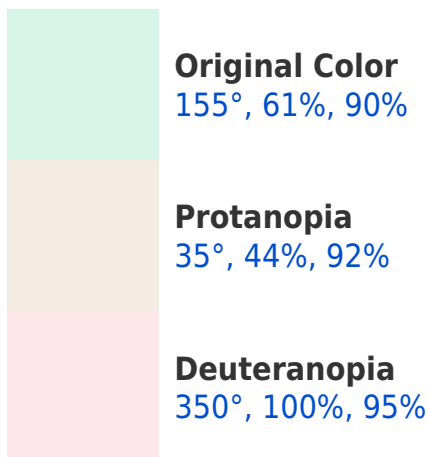 Original Color
155°, 61%, 90%
Protanopia
35°, 44%, 92%
Deuteranopia
350°, 100%, 95%